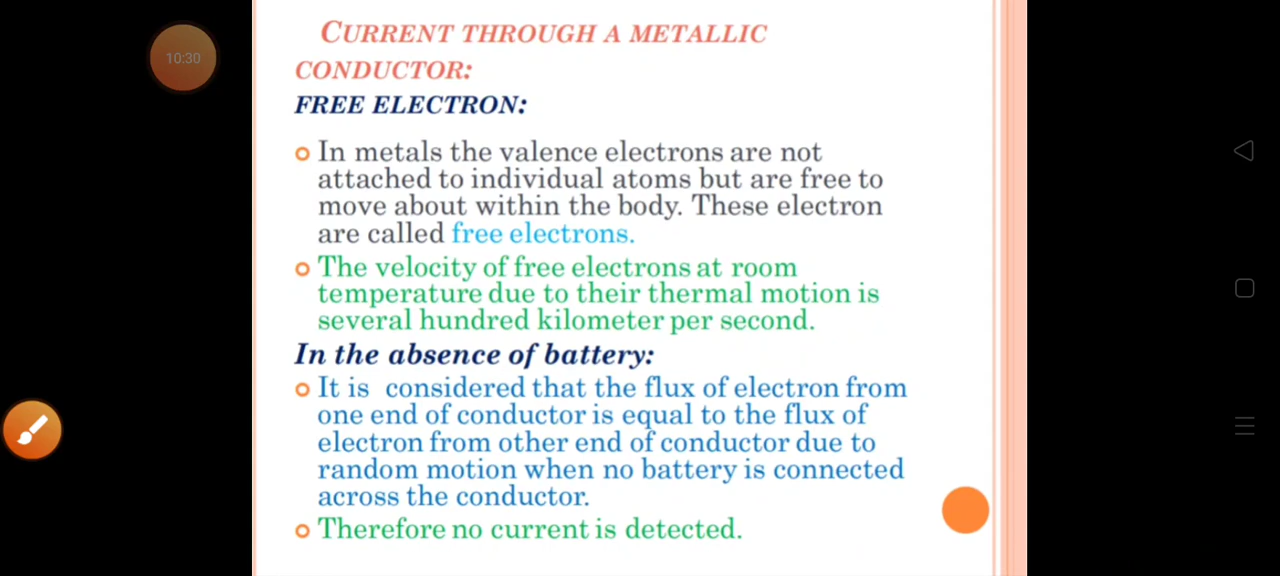 10:30
CURRENT THROUGH A METALLIC
CONDUCTOR:
FREE ELECTRON:
In metals the valence electrons are not
attached to individual atoms but are free to
move about within the body. These electron
are called free electrons.
The velocity of free electrons at room
temperature due to their thermal motion is
several hundred kilometer per second.
In the absence of battery:
It is considered that the flux of electron from
one end of conductor is equal to the flux of
electron from other end of conductor due to
random motion when no battery is connected
across the conductor.
Therefore no current is detected.